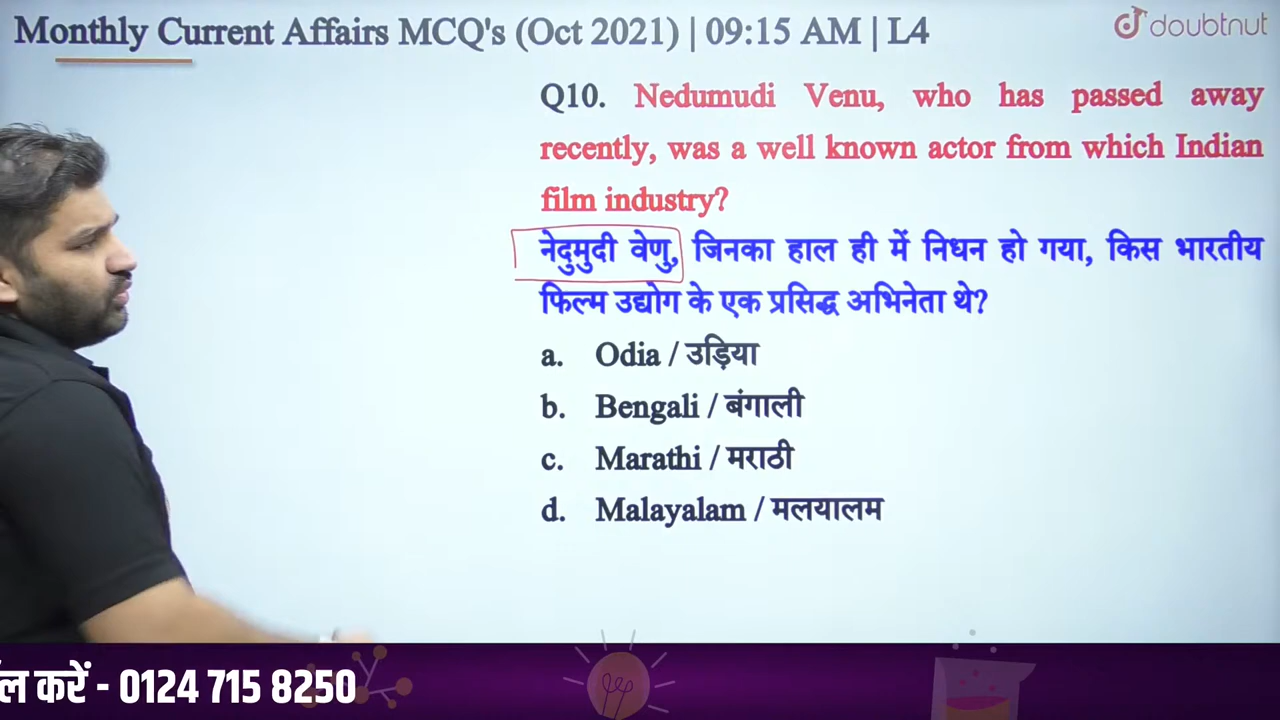 Monthly Current Affairs MCQ's (Oct 2021) | 09:15 AM | L4
doubtnut
Q10. Nedumudi Venu, who has passed away
recently, was a well known actor from which Indian
film industry?
नेदुमुदी वेणु, जिनका हाल ही में निधन हो गया, किस भारतीय
फिल्म उद्योग के एक प्रसिद्ध अभिनेता थे?
a. Odia / उड़िया
b. Bengali / बंगाली
c. Marathi / मराठी
d. Malayalam / मलयालम
करें - 0124 715 8250